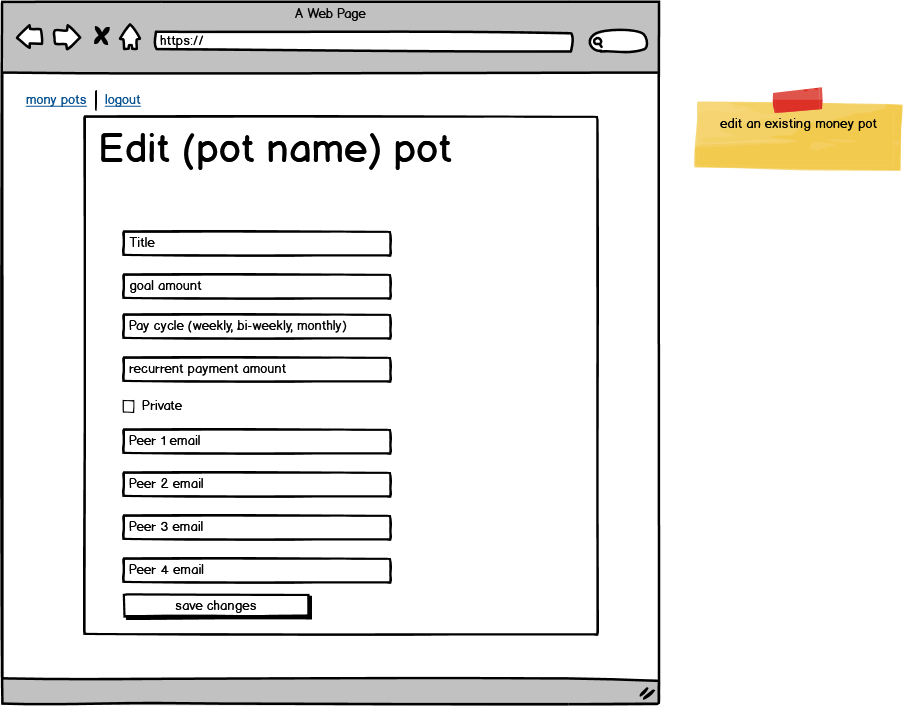 A Web Page
https://
mony pots | logout
edit an existing money pot
Edit (pot name) pot
Title
goal amount
Pay cycle (weekly, bi-weekly, monthly)
recurrent payment amount
Private
Peer 1 email
Peer 2 email
Peer 3 email
Peer 4 email
save changes